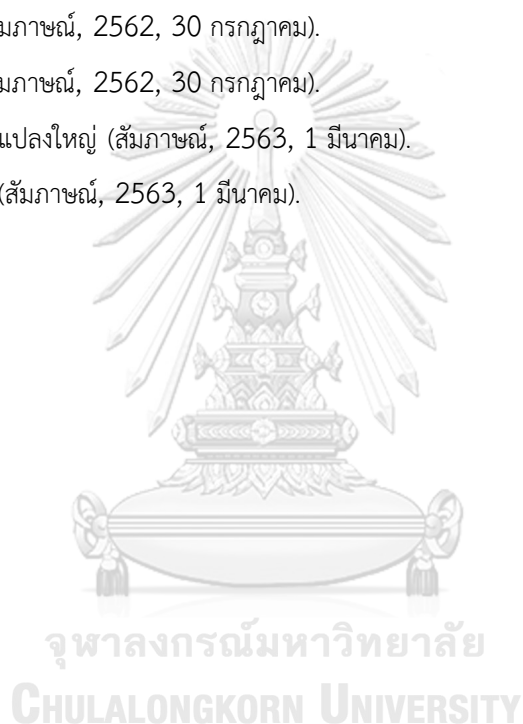 มภาษณ์, 2562, 30 กรกฎาคม).
มภาษณ์, 2562, 30 กรกฎาคม).
แปลงใหญ่ (สัมภาษณ์, 2563, 1 มีนาคม).
(สัมภาษณ์, 2563, 1 มีนาคม).
จุฬาลงกรณ์มหาวิทยาลัย
CHULALONGKORN UNIVERSITY